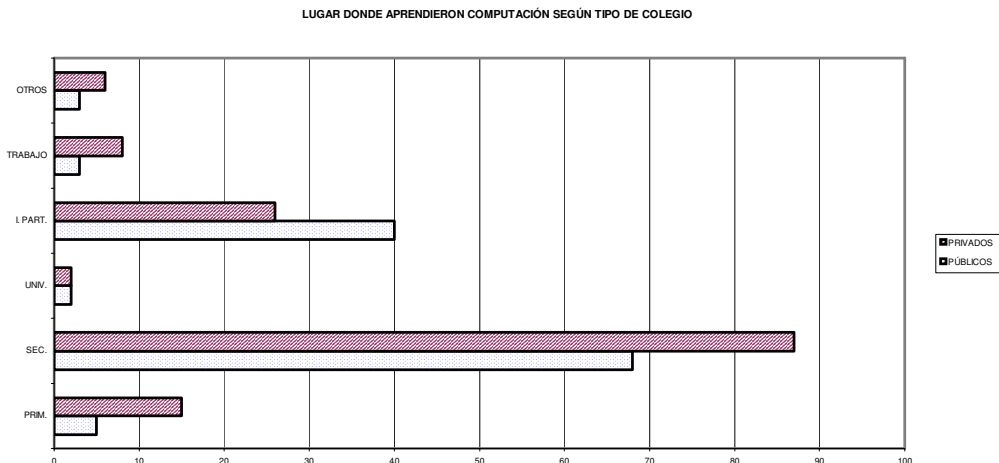 LUGAR DONDE APRENDIERON COMPUTACIÓN SEGÚN TIPO DE COLEGIO
OTROS
TRABAJO
I. PART.
UNIV.
SEC.
PRIM.
0 10 20 30 40 50 60 70 80 90 100
PRIVADOS
PÚBLICOS